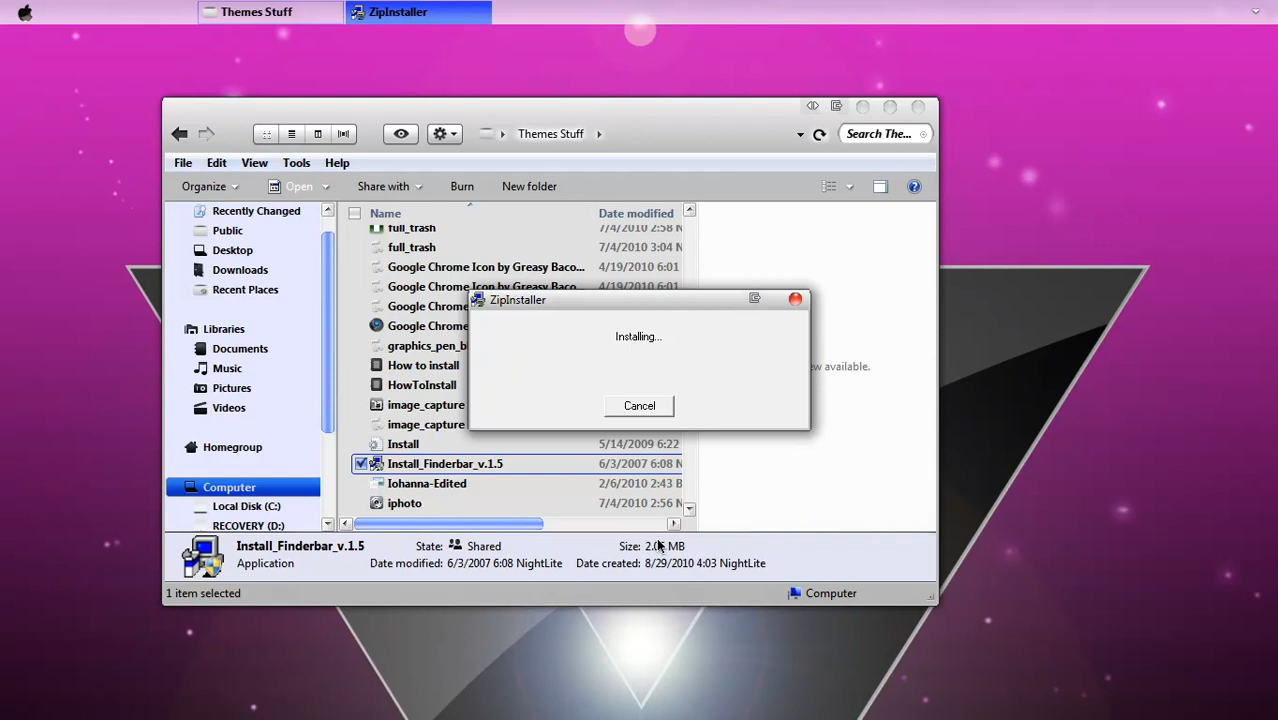 Themes Stuff
ZipInstaller
Themes Stuff
Search The...
File Edit View Tools Help
Organize Open Share with Burn New folder
Recently Changed
Public
Desktop
Downloads
Recent Places
Libraries
Documents
Music
Pictures
Videos
Homegroup
Computer
Local Disk (C:)
RECOVERY (D:)
Name Date modified
full_trash 7/4/2010 2:58 N
full_trash 7/4/2010 3:04 N
Google Chrome Icon by Greasy Baco... 4/19/2010 6:01
Google Chrome Icon by Greasy Baco... 4/19/2010 6:01
Google Chrome
Google Chrome
graphics_pen_b
How to install
HowToInstall
image_capture
image_capture
Install 5/14/2009 6:22
Install_Finderbar_v.1.5 6/3/2007 6:08 N
Iohanna-Edited 2/6/2010 2:43 B
iphoto 7/4/2010 2:56 N
ew available.
ZipInstaller
Installing...
Cancel
Install_Finderbar_v.1.5 State: Shared Size: 2. MB
Application Date modified: 6/3/2007 6:08 NightLite Date created: 8/29/2010 4:03 NightLite
1 item selected Computer